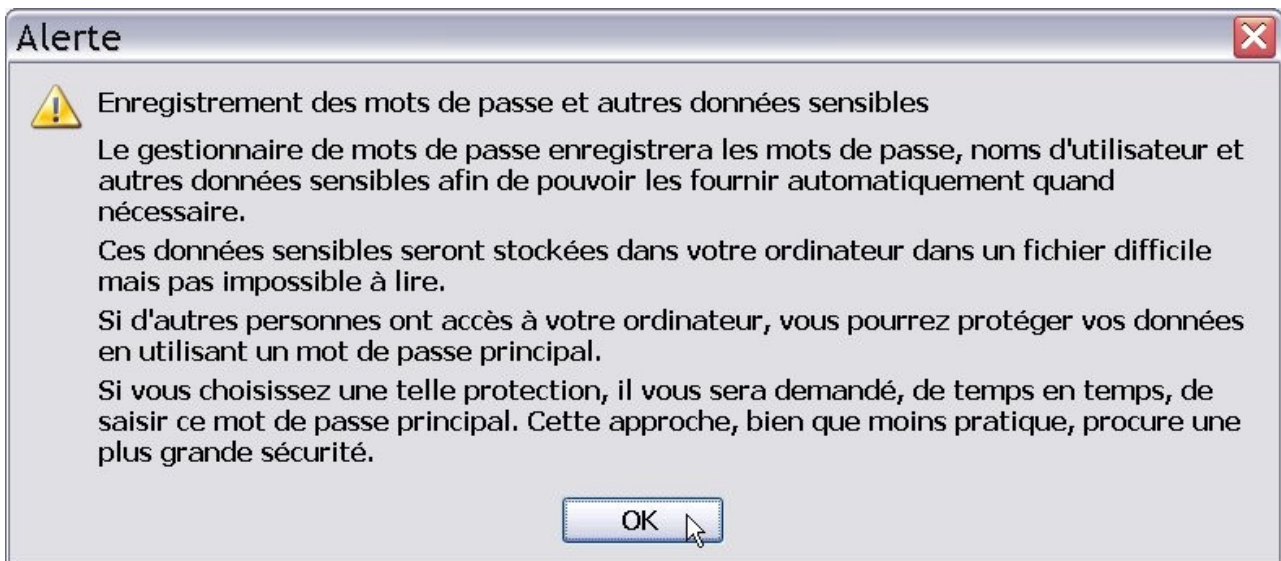 Alerte
Enregistrement des mots de passe et autres données sensibles
Le gestionnaire de mots de passe enregistrera les mots de passe, noms d'utilisateur et
autres données sensibles afin de pouvoir les fournir automatiquement quand
nécessaire.
Ces données sensibles seront stockées dans votre ordinateur dans un fichier difficile
mais pas impossible à lire.
Si d'autres personnes ont accès à votre ordinateur, vous pourrez protéger vos données
en utilisant un mot de passe principal.
Si vous choisissez une telle protection, il vous sera demandé, de temps en temps, de
saisir ce mot de passe principal. Cette approche, bien que moins pratique, procure une
plus grande sécurité.
OK